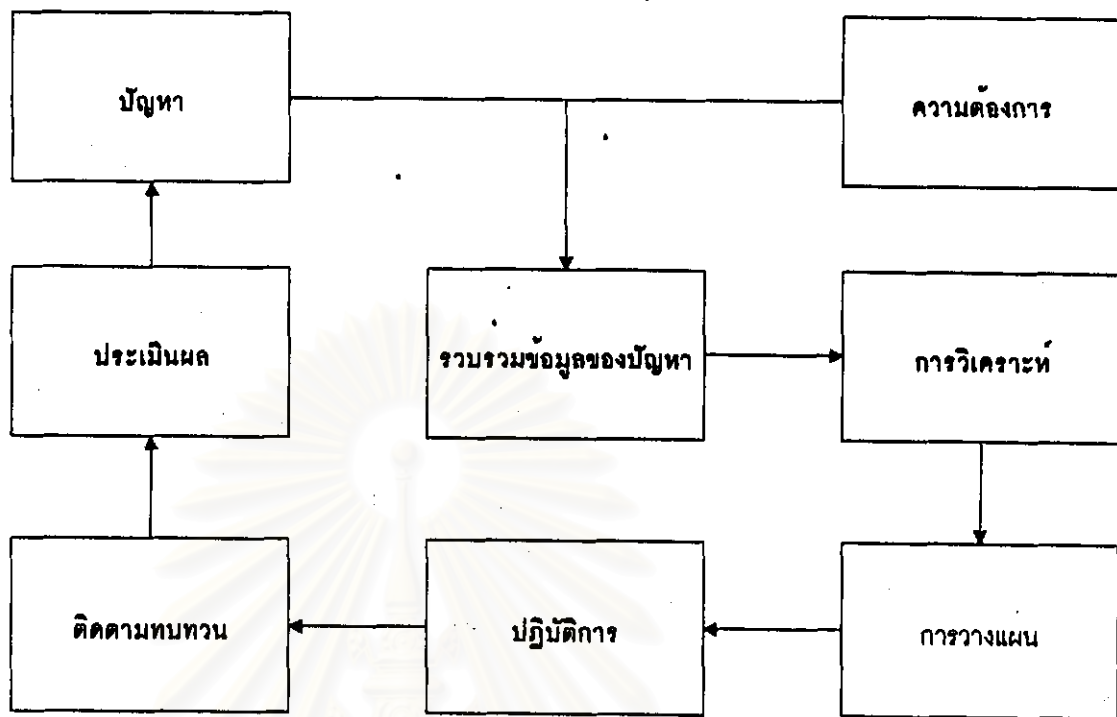 ปัญหา
ความต้องการ
ประเมินผล
รวบรวมข้อมูลของปัญหา
การวิเคราะห์
ติดตามทบทวน
ปฏิบัติการ
การวางแผน